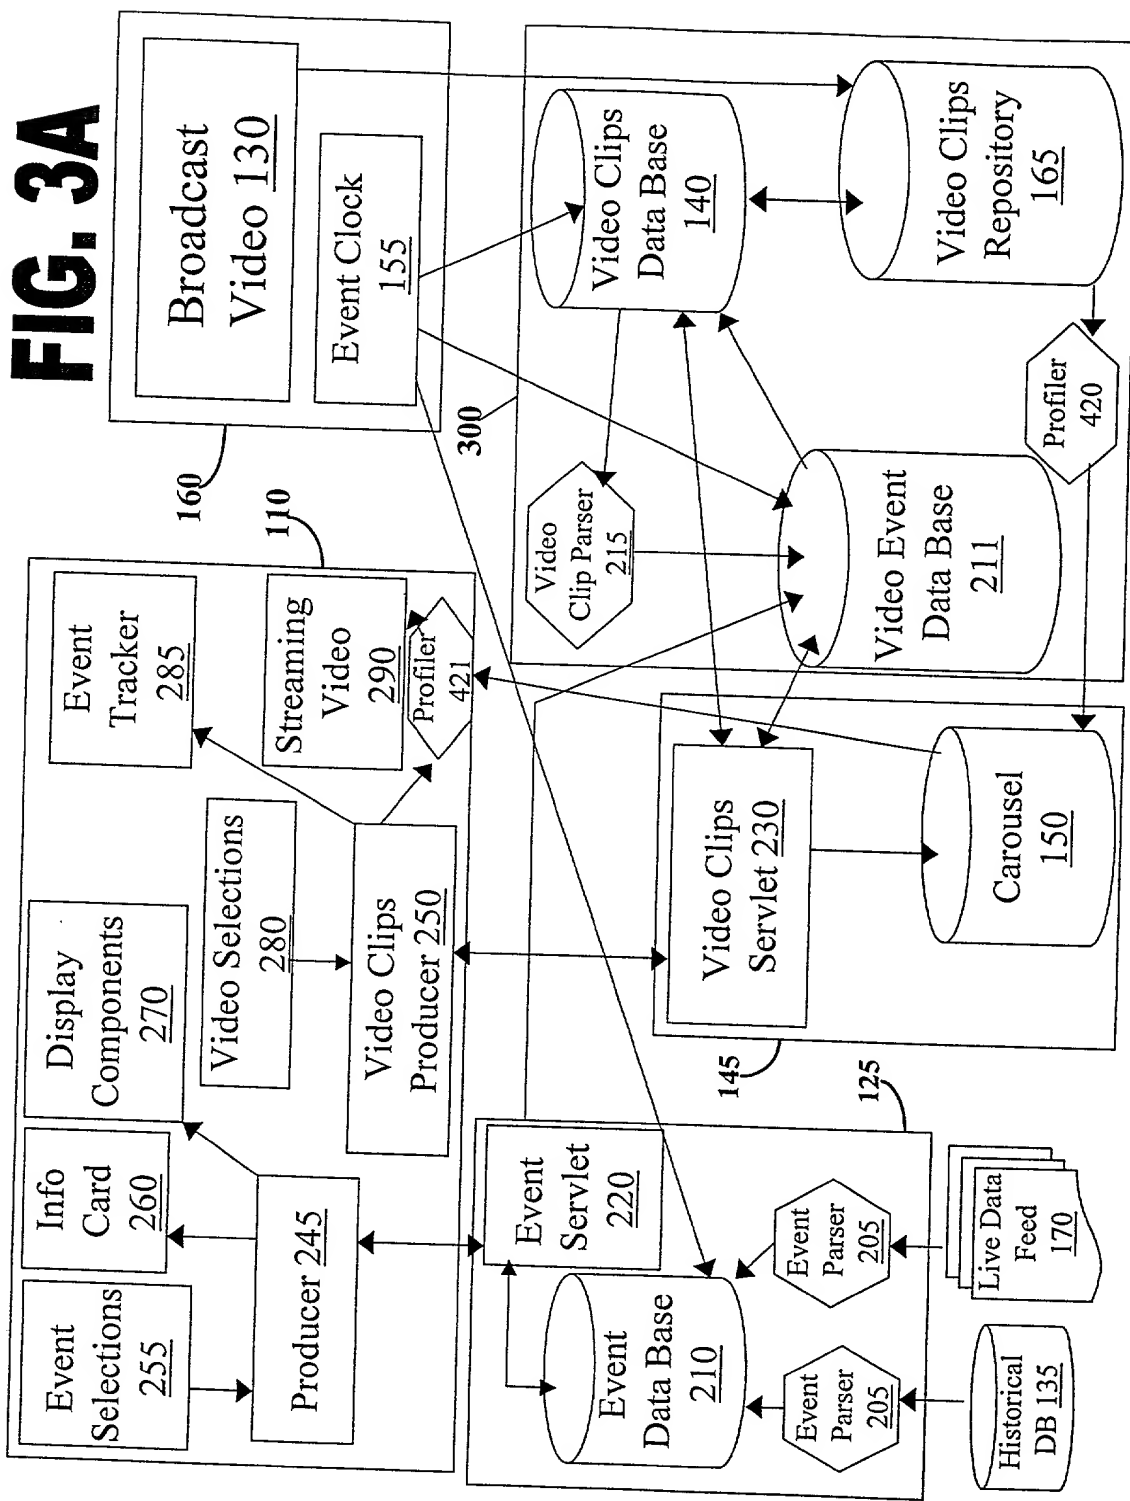 FIG. 3A
Event
Selections
255
Info
Card
260
Display
Components
270
Video Selections
280
Event
Tracker
285
Streaming
Video
290
Profiler
421
Producer 245
Video Clips
Producer 250
110
160
Broadcast
Video 130
Event Clock
155
300
Event
Servlet
220
Event
Data Base
210
Event
Parser
205
Event
Parser
205
125
Historical
DB 135
Live Data
Feed
170
145
Video Clips
Servlet 230
Carousel
150
Video
Clip Parser
215
Video Event
Data Base
211
Video Clips
Data Base
140
Profiler
420
Video Clips
Repository
165